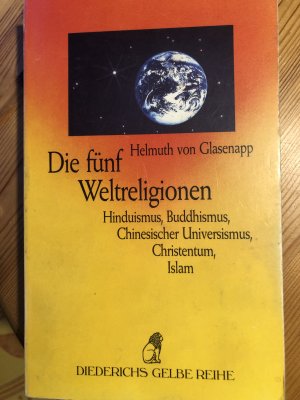 Helmuth von Glasenapp
Die fünf
Weltreligionen
Hinduismus, Buddhismus,
Chinesischer Universismus,
Christentum,
Islam
DIEDERICHS GELBE REIHE